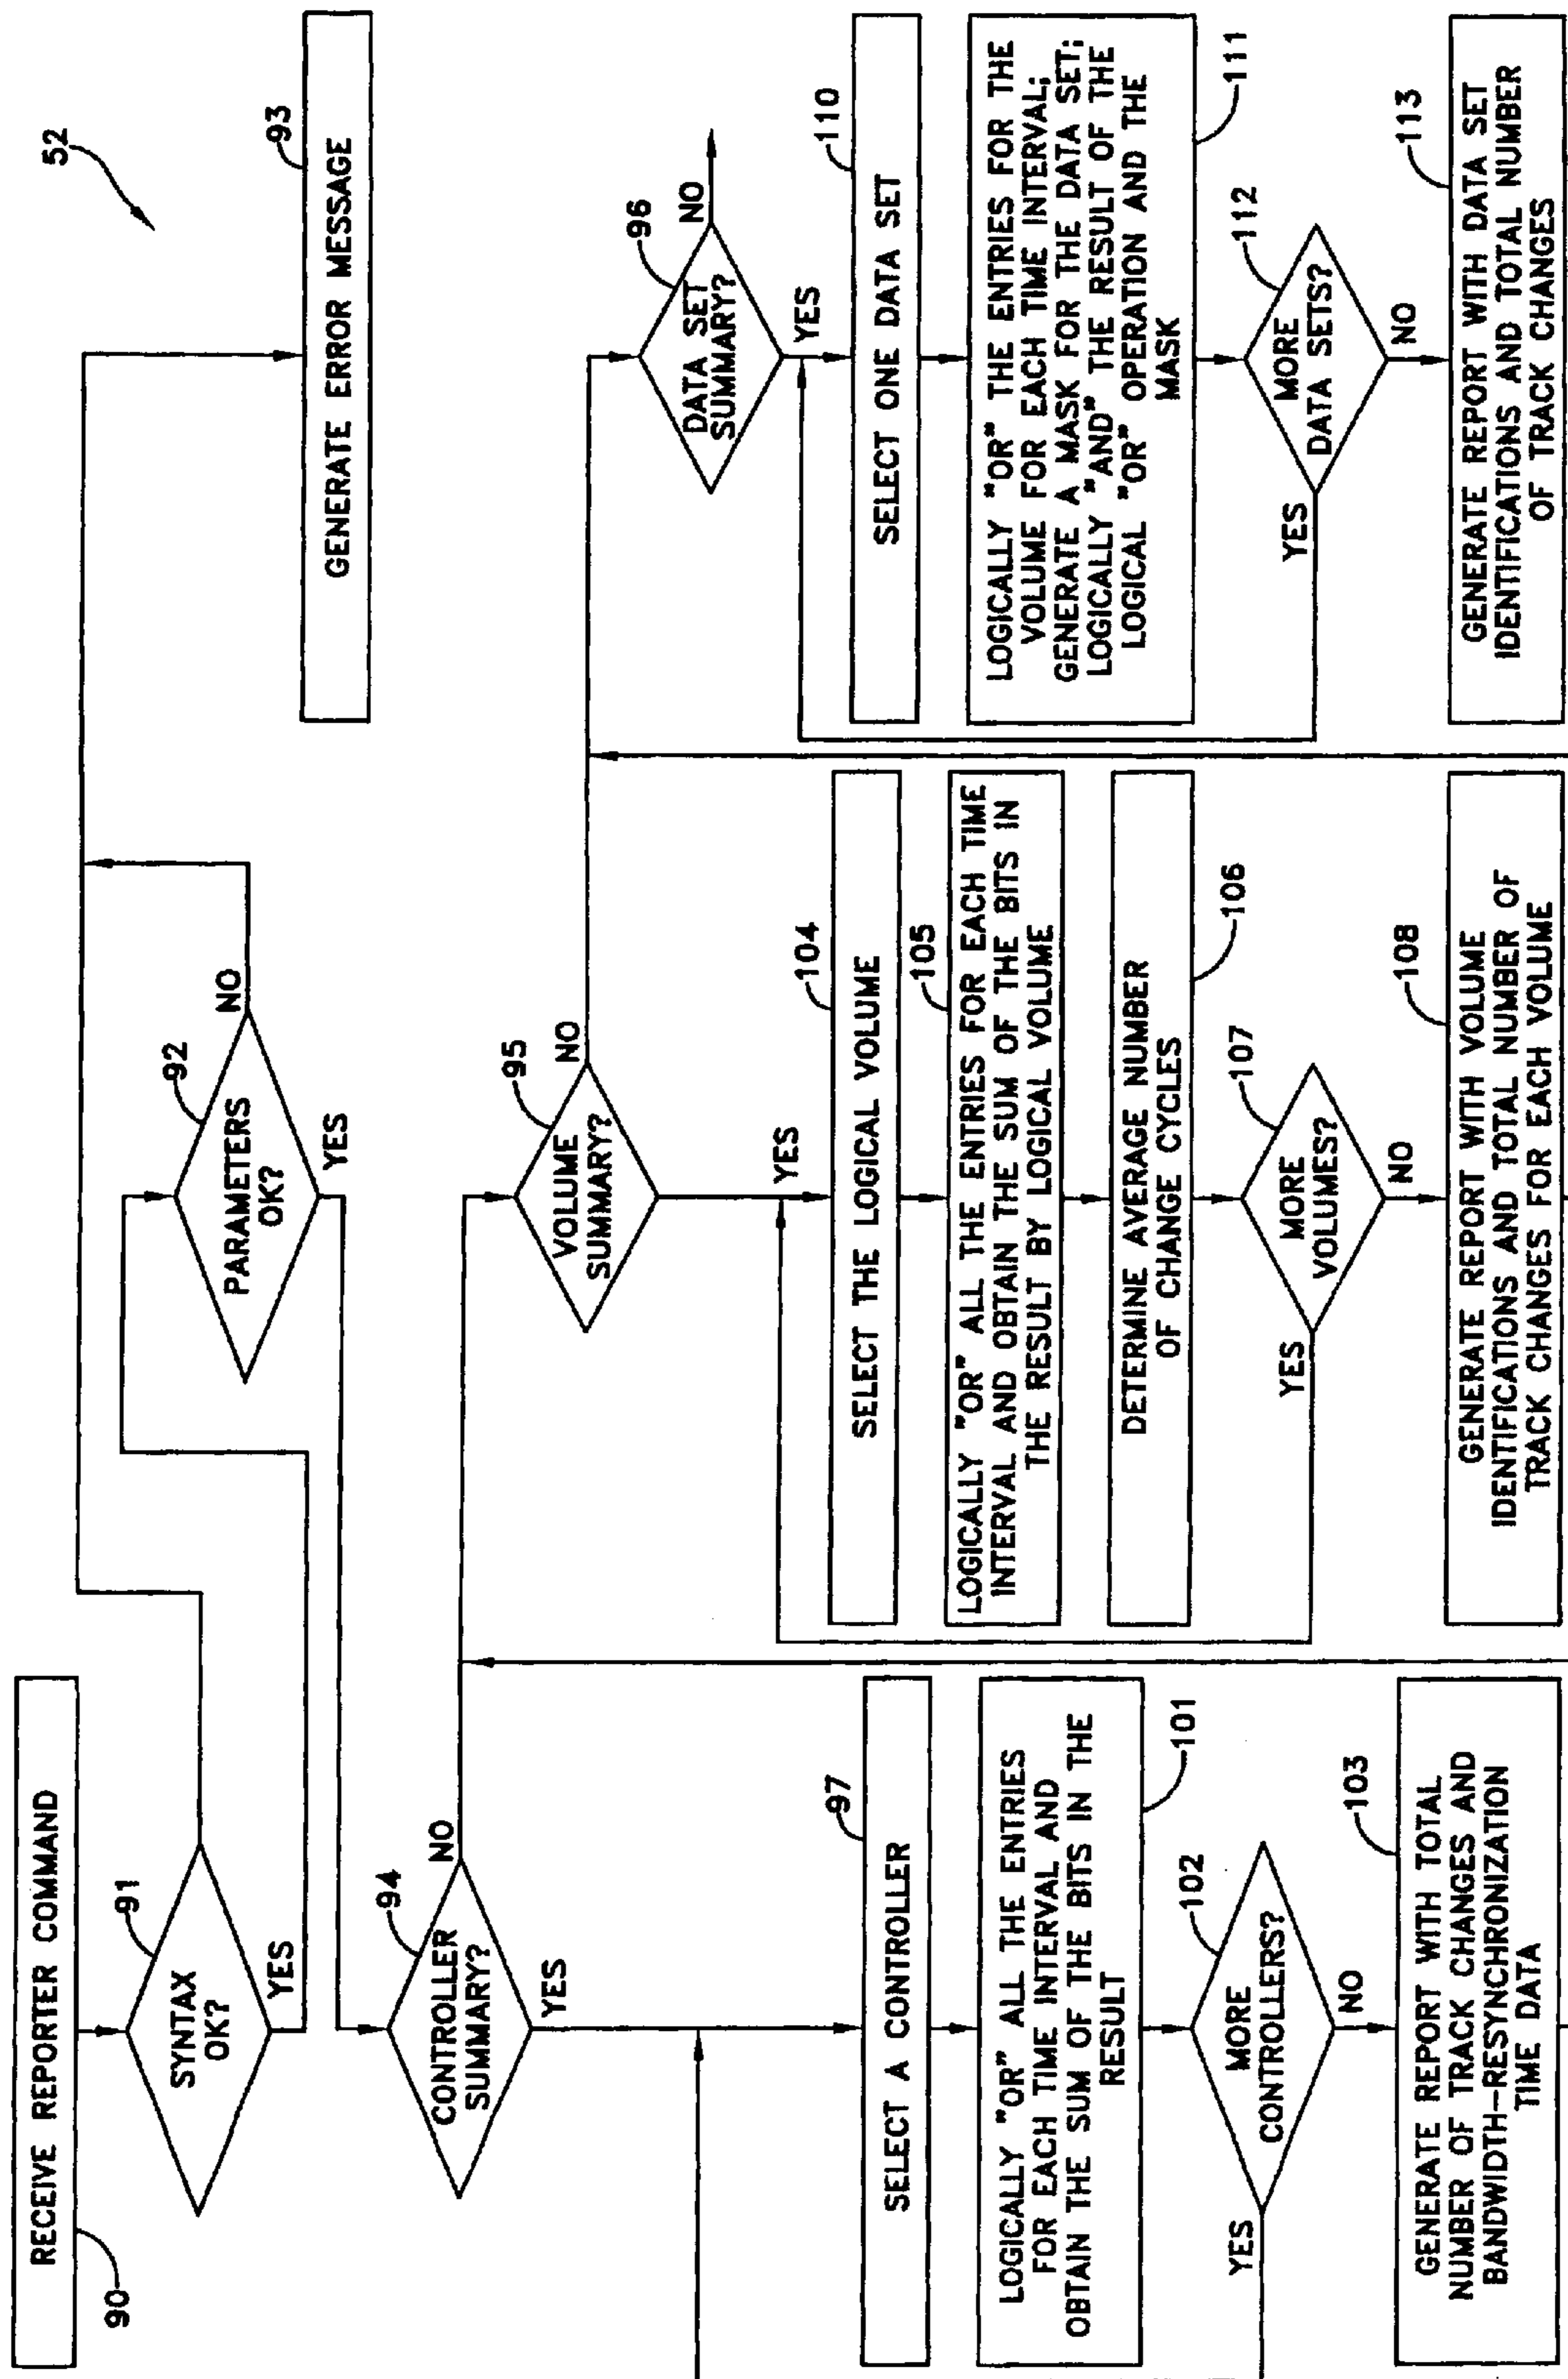 52
RECEIVE REPORTER COMMAND
90
SYNTAX
OK?
91
YES
PARAMETERS
OK?
92
NO
YES
GENERATE ERROR MESSAGE
93
CONTROLLER
SUMMARY?
94
NO
YES
SELECT A CONTROLLER
97
LOGICALLY "OR" ALL THE ENTRIES
FOR EACH TIME INTERVAL AND
OBTAIN THE SUM OF THE BITS IN THE
RESULT
101
MORE
CONTROLLERS?
102
YES
NO
GENERATE REPORT WITH TOTAL
NUMBER OF TRACK CHANGES AND
BANDWIDTH-RESYNCHRONIZATION
TIME DATA
103
VOLUME
SUMMARY?
95
NO
YES
SELECT THE LOGICAL VOLUME
104
LOGICALLY "OR" ALL THE ENTRIES FOR EACH TIME
INTERVAL AND OBTAIN THE SUM OF THE BITS IN
THE RESULT BY LOGICAL VOLUME
105
DETERMINE AVERAGE NUMBER
OF CHANGE CYCLES
106
MORE
VOLUMES?
107
YES
NO
GENERATE REPORT WITH VOLUME
IDENTIFICATIONS AND TOTAL NUMBER OF
TRACK CHANGES FOR EACH VOLUME
108
DATA SET
SUMMARY?
96
NO
YES
SELECT ONE DATA SET
110
LOGICALLY "OR" THE ENTRIES FOR THE
VOLUME FOR EACH TIME INTERVAL;
GENERATE A MASK FOR THE DATA SET;
LOGICALLY "AND" THE RESULT OF THE
LOGICAL "OR" OPERATION AND THE
MASK
111
MORE
DATA SETS?
112
YES
NO
GENERATE REPORT WITH DATA SET
IDENTIFICATIONS AND TOTAL NUMBER
OF TRACK CHANGES
113